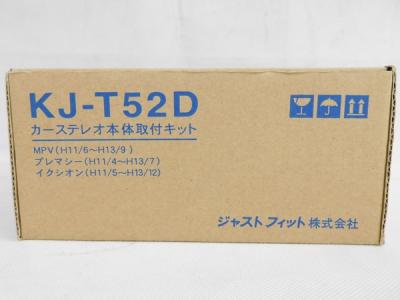 KJ-T52D
カーステレオ本体取付キット
MPV(H11/6〜H13/9)
プレマシー(H11/4〜H13/7)
イクシオン(H11/5〜H13/12)
ジャストフィット株式会社